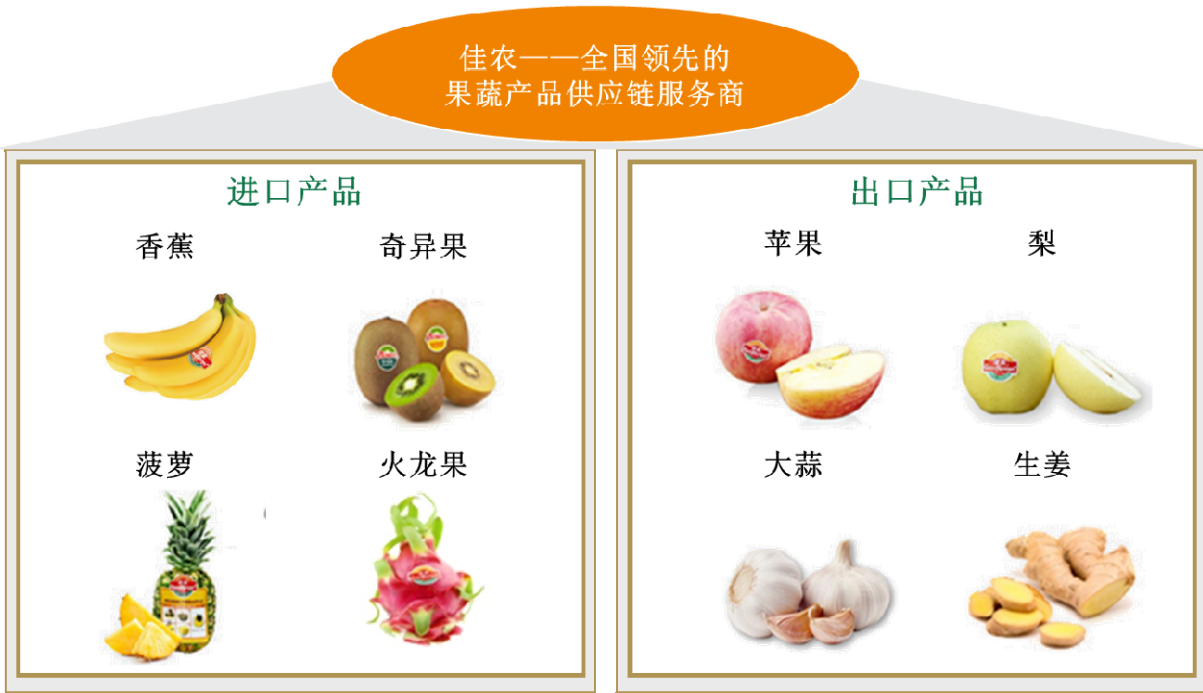 佳农——全国领先的
果蔬产品供应链服务商
进口产品
香蕉 奇异果
菠萝 火龙果
出口产品
苹果 梨
大蒜 生姜